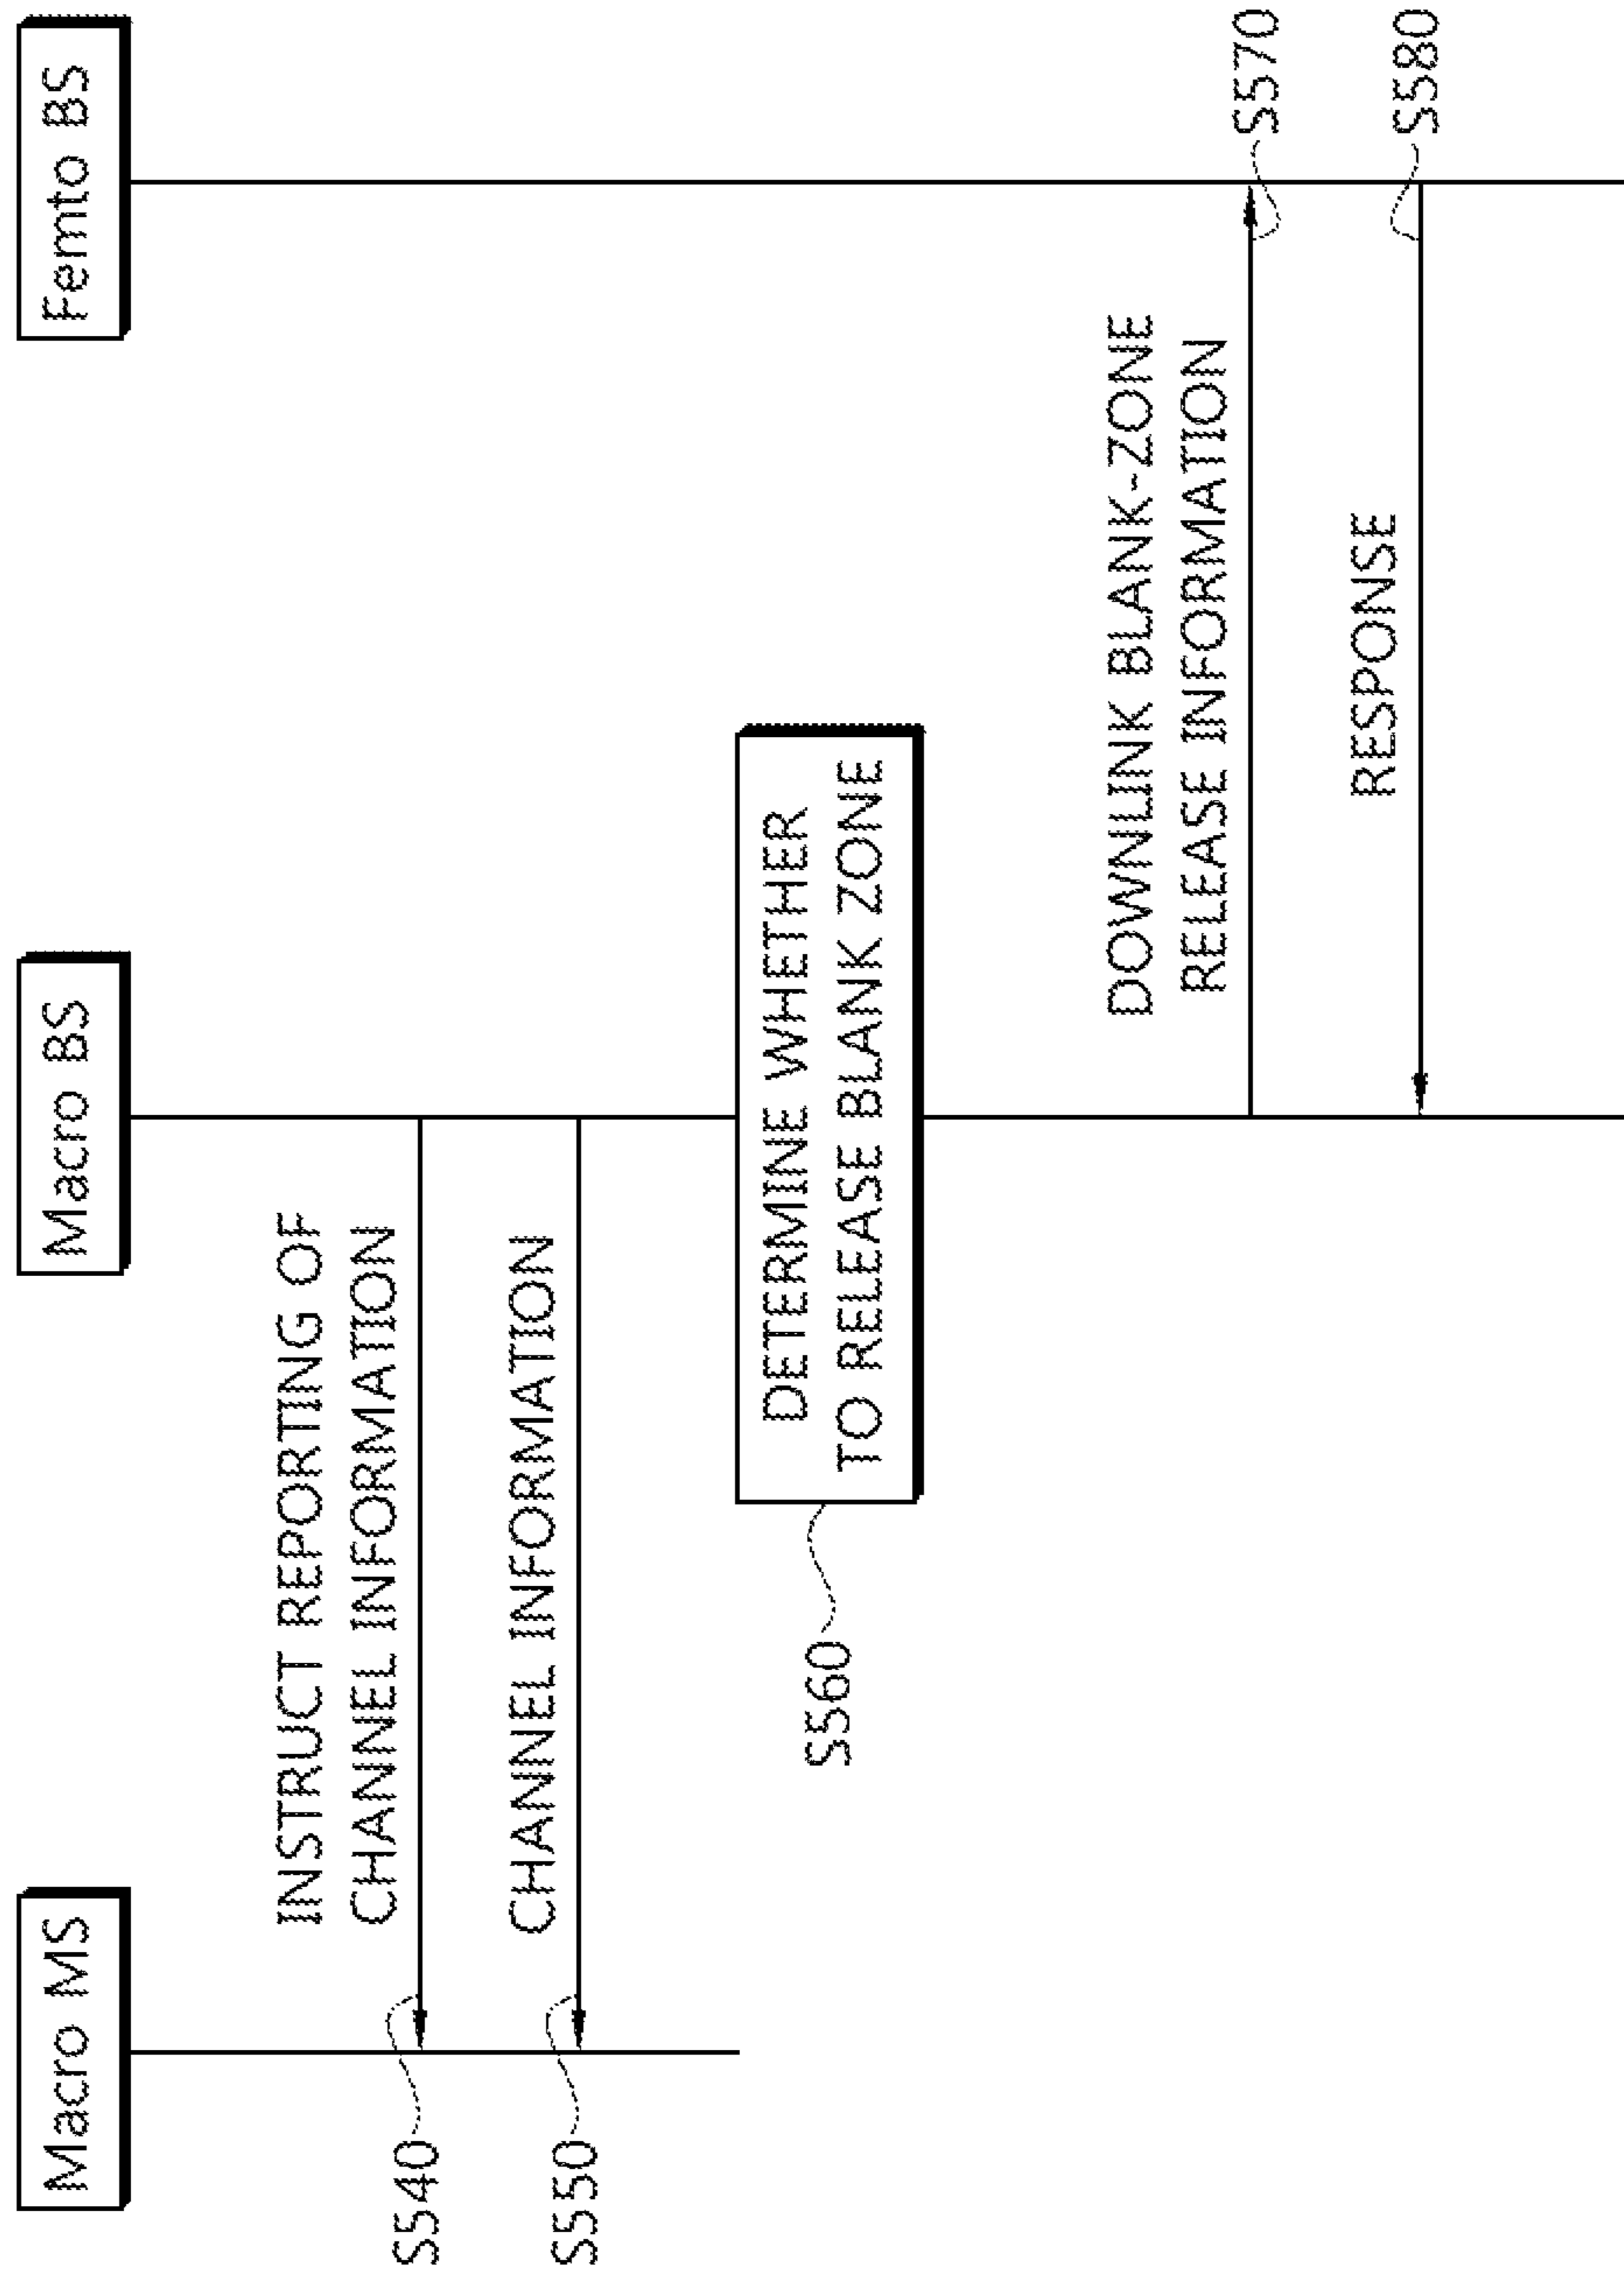 Macro MS
Macro BS
Femto BS
INSTRUCT REPORTING OF
CHANNEL INFORMATION
S540
CHANNEL INFORMATION
S550
DETERMINE WHETHER
TO RELEASE BLANK ZONE
S560
DOWNLINK BLANK-ZONE
RELEASE INFORMATION
S570
RESPONSE
S580